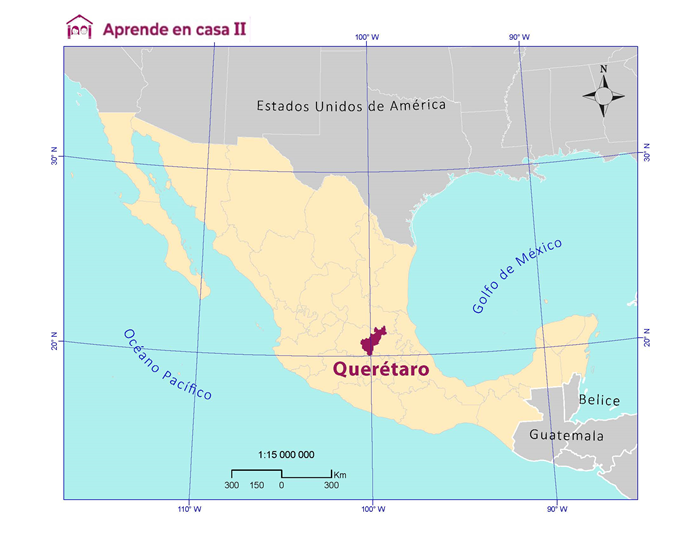 Aprende en casa II
100° W
90° W
N
Estados Unidos de América
30° N
30° N
Golfo de México
20° N
20° N
Océano Pacífico
Querétaro
Belice
Guatemala
1:15 000 000
Km
300 150 0 300
110° W
100° W
90° W